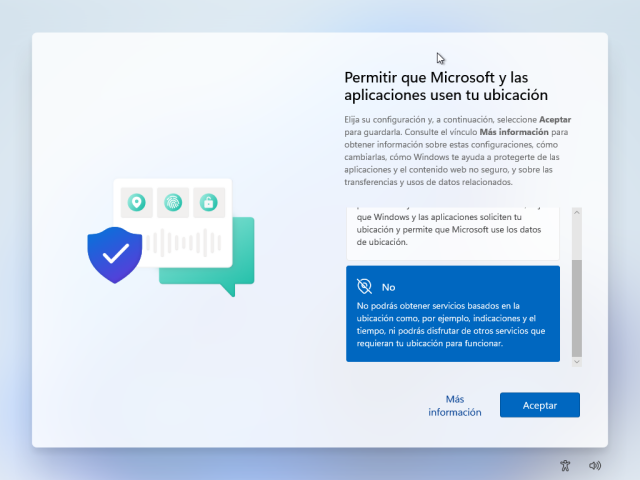 Permitir que Microsoft y las
aplicaciones usen tu ubicación
Elija su configuración y, a continuación, seleccione Aceptar
para guardarla. Consulte el vínculo Más información para
obtener información sobre estas configuraciones, cómo
cambiarlas, cómo Windows te ayuda a protegerte de las
aplicaciones y el contenido web no seguro, y sobre las
transferencias y usos de datos relacionados.
que Windows y las aplicaciones soliciten tu
ubicación y permite que Microsoft use los datos
de ubicación.
No
No podrás obtener servicios basados en la
ubicación como, por ejemplo, indicaciones y el
tiempo, ni podrás disfrutar de otros servicios que
requieran tu ubicación para funcionar.
Más
información
Aceptar